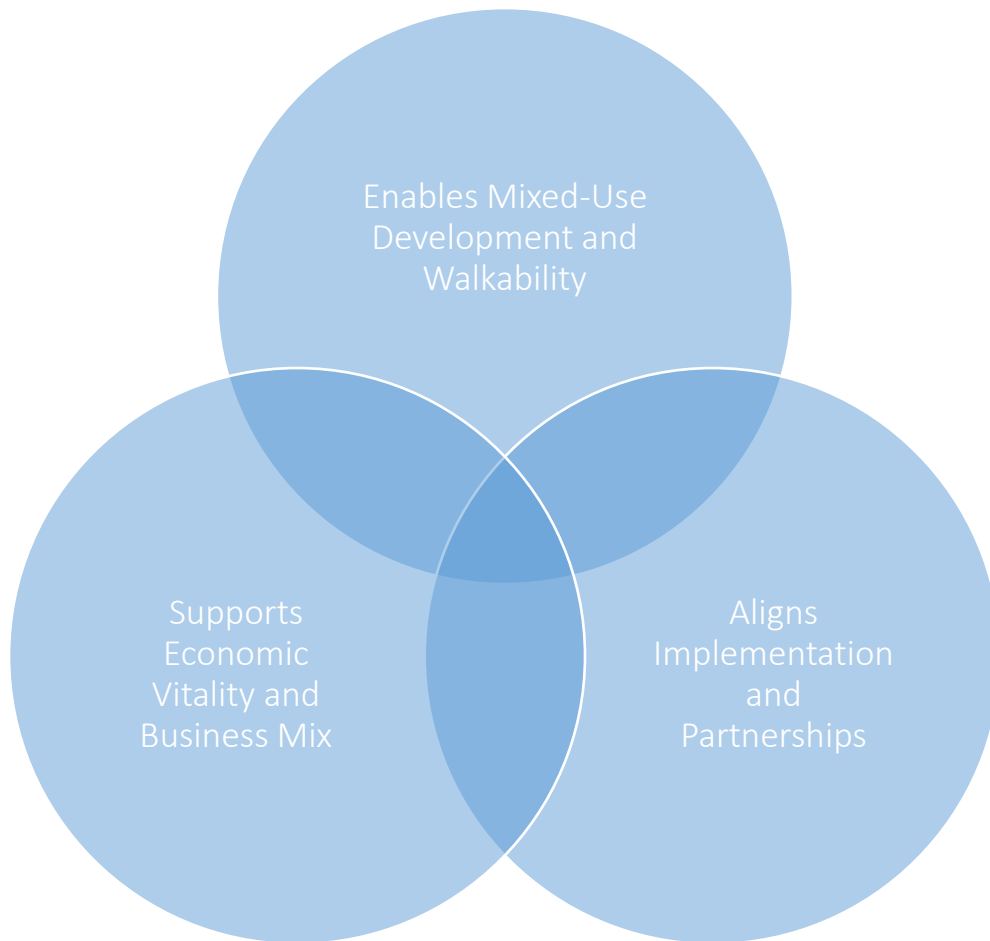 Enables Mixed-Use
Development and
Walkability
Supports
Economic
Vitality and
Business Mix
Aligns
Implementation
and
Partnerships